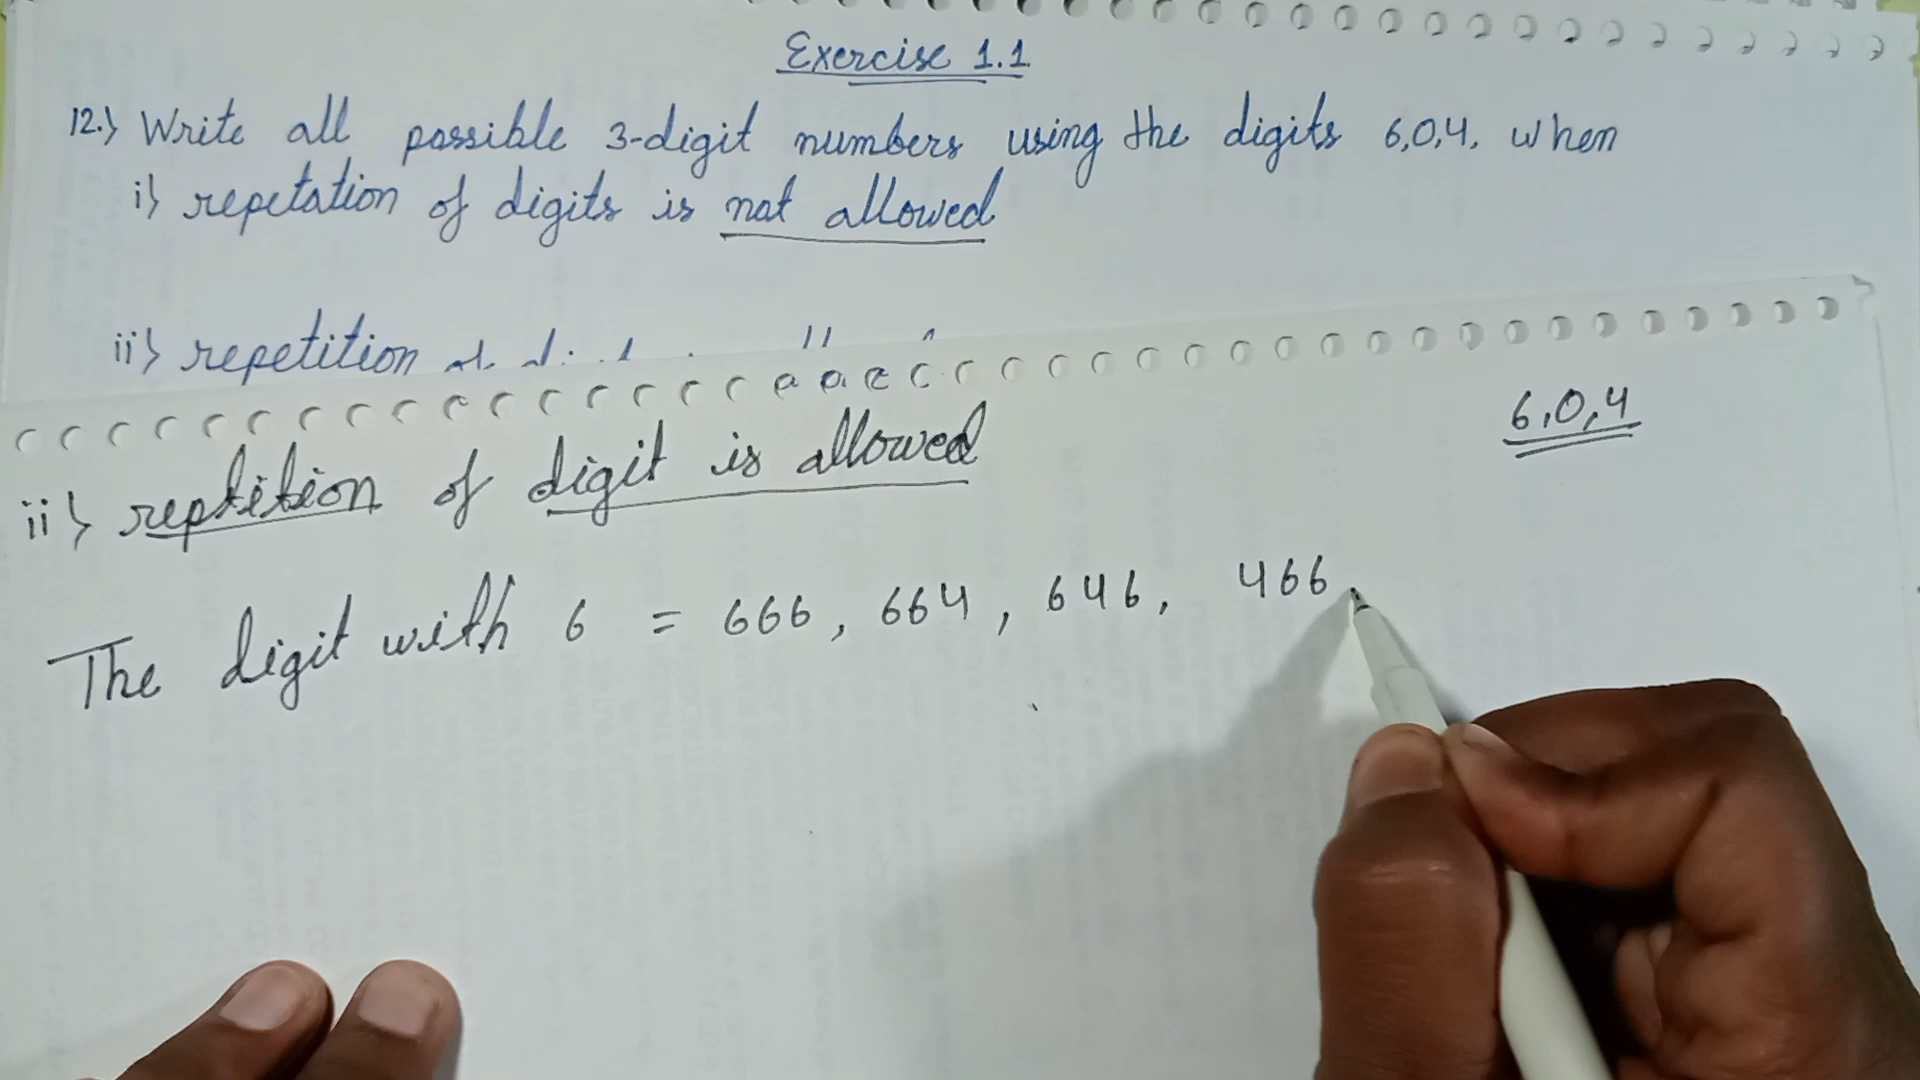 Exercise 1.1
12.) Write all possible 3-digit numbers using the digits 6,0,4, when
i) repetation of digits is not allowed
ii) repetition
6,0,4
ii) reptition of digit is allowed
The digit with 6 = 666, 664, 646, 466,